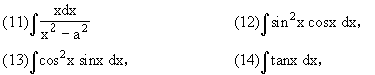 (11)∫xdx/(x² − a²) (12)∫sin²x cosx dx,
(13)∫cos²x sinx dx, (14)∫tanx dx,